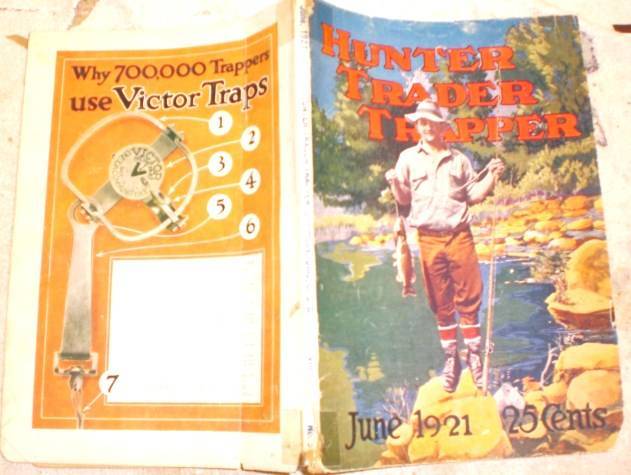 Why 700,000 Trappers
use Victor Traps
1
2
3
4
5
6
7
VICTOR
HUNTER
TRADER
TRAPPER
June 1921 25 Cents